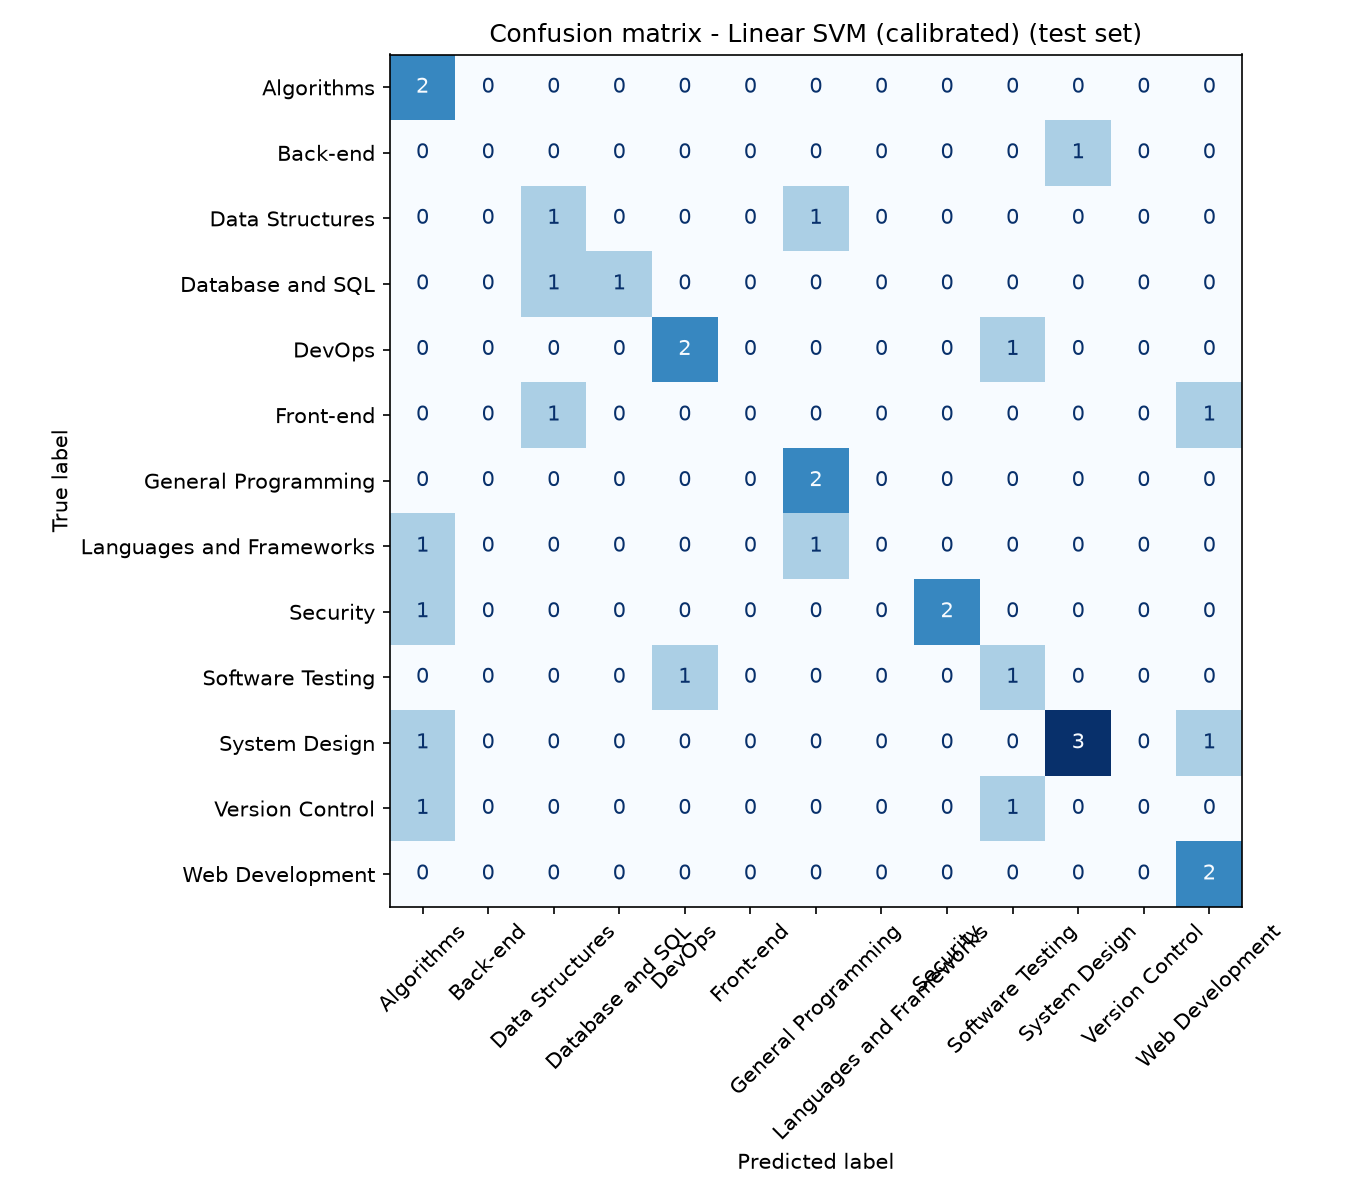 Confusion matrix - Linear SVM (calibrated) (test set)
True label
Algorithms 2 0 0 0 0 0 0 0 0 0 0 0 0
Back-end 0 0 0 0 0 0 0 0 0 0 1 0 0
Data Structures 0 0 1 0 0 0 1 0 0 0 0 0 0
Database and SQL 0 0 1 1 0 0 0 0 0 0 0 0 0
DevOps 0 0 0 0 2 0 0 0 0 1 0 0 0
Front-end 0 0 1 0 0 0 0 0 0 0 0 0 1
General Programming 0 0 0 0 0 0 2 0 0 0 0 0 0
Languages and Frameworks 1 0 0 0 0 0 1 0 0 0 0 0 0
Security 1 0 0 0 0 0 0 0 2 0 0 0 0
Software Testing 0 0 0 0 1 0 0 0 0 1 0 0 0
System Design 1 0 0 0 0 0 0 0 0 0 3 0 1
Version Control 1 0 0 0 0 0 0 0 0 1 0 0 0
Web Development 0 0 0 0 0 0 0 0 0 0 0 0 2
Algorithms
Back-end
Data Structures
Database and SQL
DevOps
Front-end
General Programming
Languages and Frameworks
Security
Software Testing
System Design
Version Control
Web Development
Predicted label